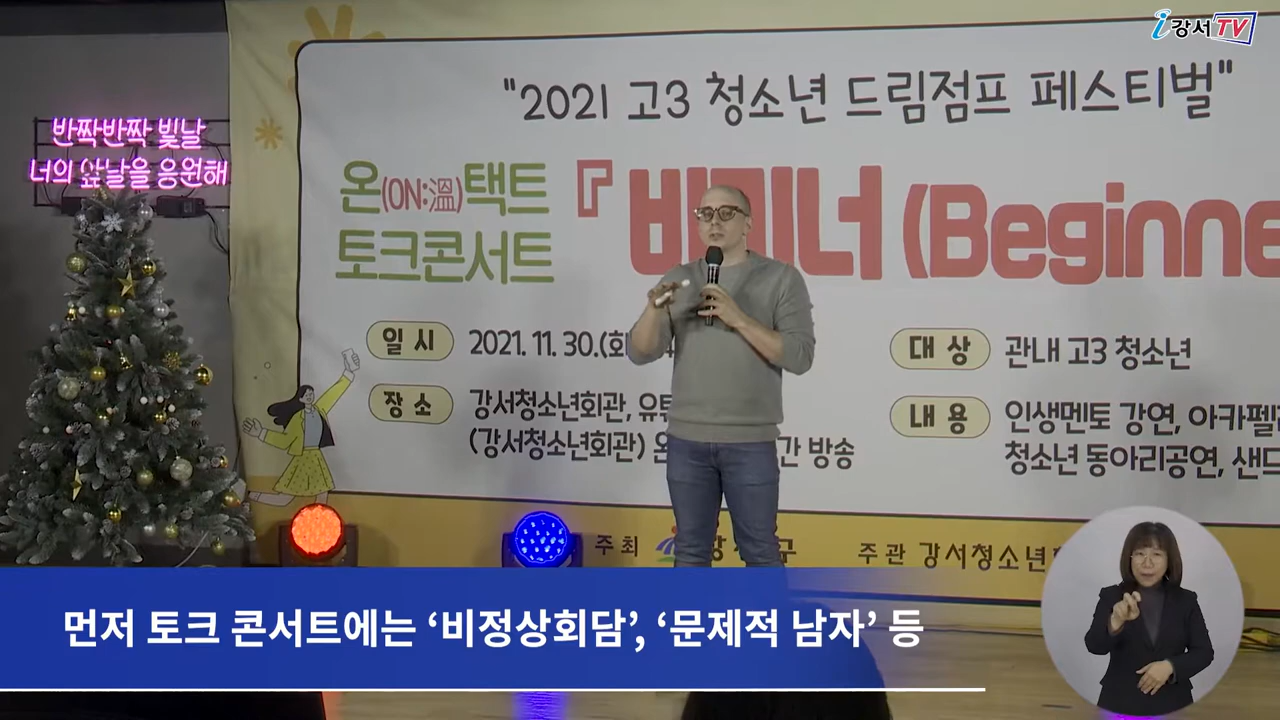 i강서TV
"2021 고3 청소년 드림점프 페스티벌"
반짝반짝 빛날
너의 앞날을 응원해
온(ON:溫)택트
토크콘서트
『비기너 (Beginne
일 시
2021. 11. 30.(화
대 상
관내 고3 청소년
장 소
강서청소년회관, 유튜
(강서청소년회관) 온
간 방송
내 용
인생멘토 강연, 아카펠라
청소년 동아리공연, 샌드
주최
강서구
주관 강서청소년회
먼저 토크 콘서트에는 ‘비정상회담’, ‘문제적 남자’ 등